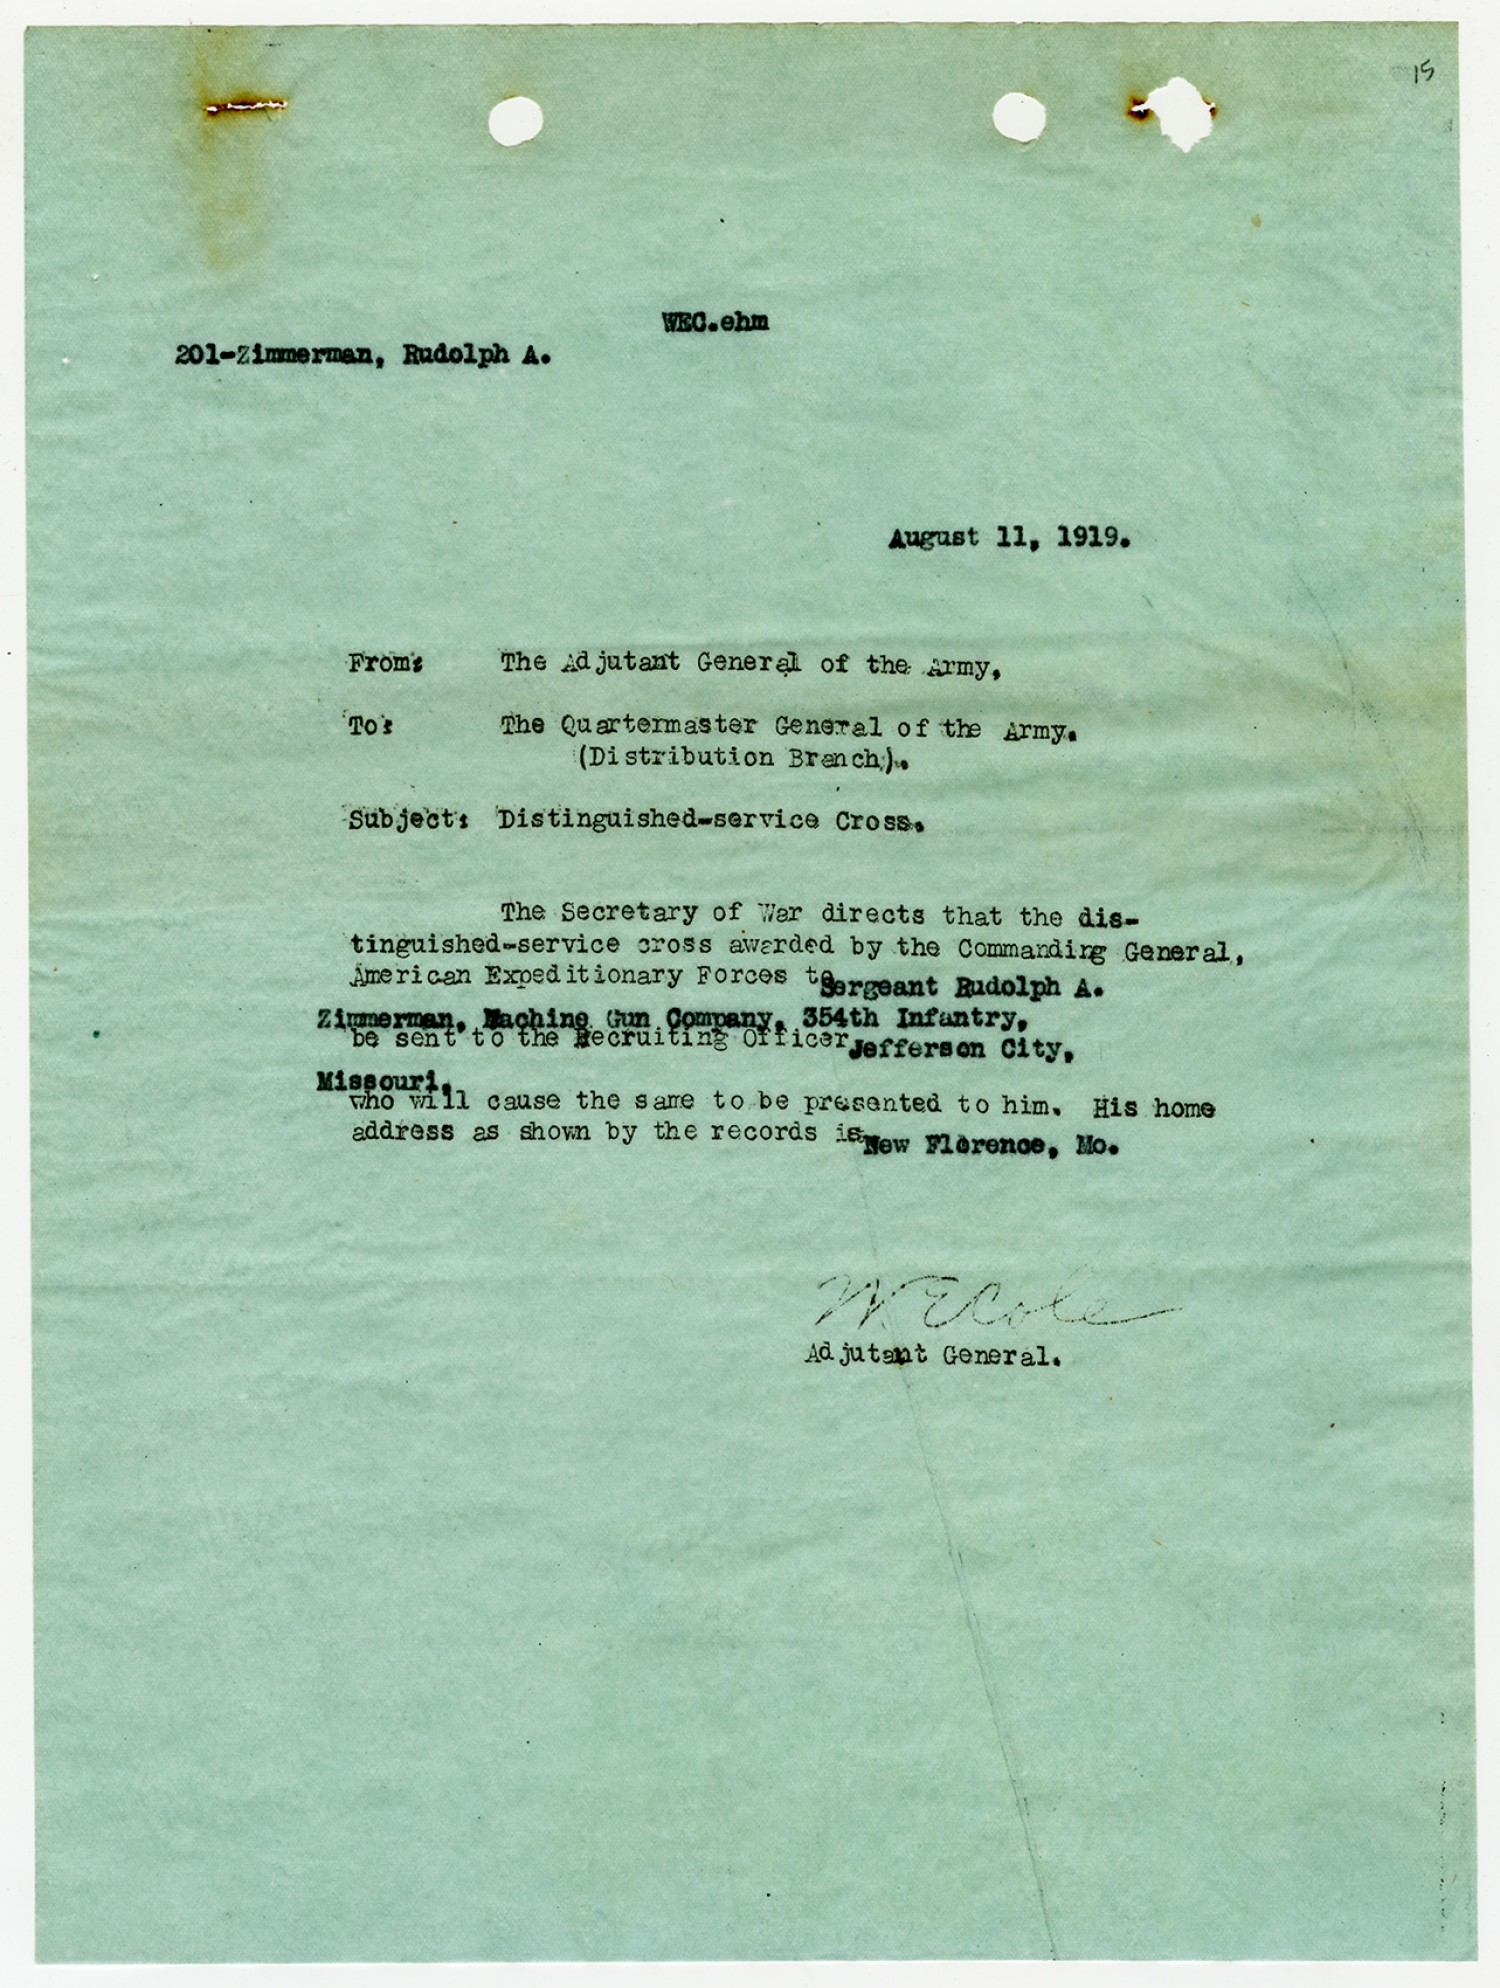 15
WEC.ehm
201-Zimmerman, Rudolph A.
August 11, 1919.
From: The Adjutant General of the Army,
To: The Quartermaster General of the Army.
(Distribution Branch).
Subject: Distinguished-service Cross.
The Secretary of War directs that the dis-
tinguished-service cross awarded by the Commanding General,
American Expeditionary Forces to Sergeant Rudolph A.
Zimmerman, Machine Gun Company, 354th Infantry,
be sent to the Recruiting Officer Jefferson City,
Missouri,
who will cause the same to be presented to him. His home
address as shown by the records is New Florence, Mo.
W E Cole
Adjutant General.